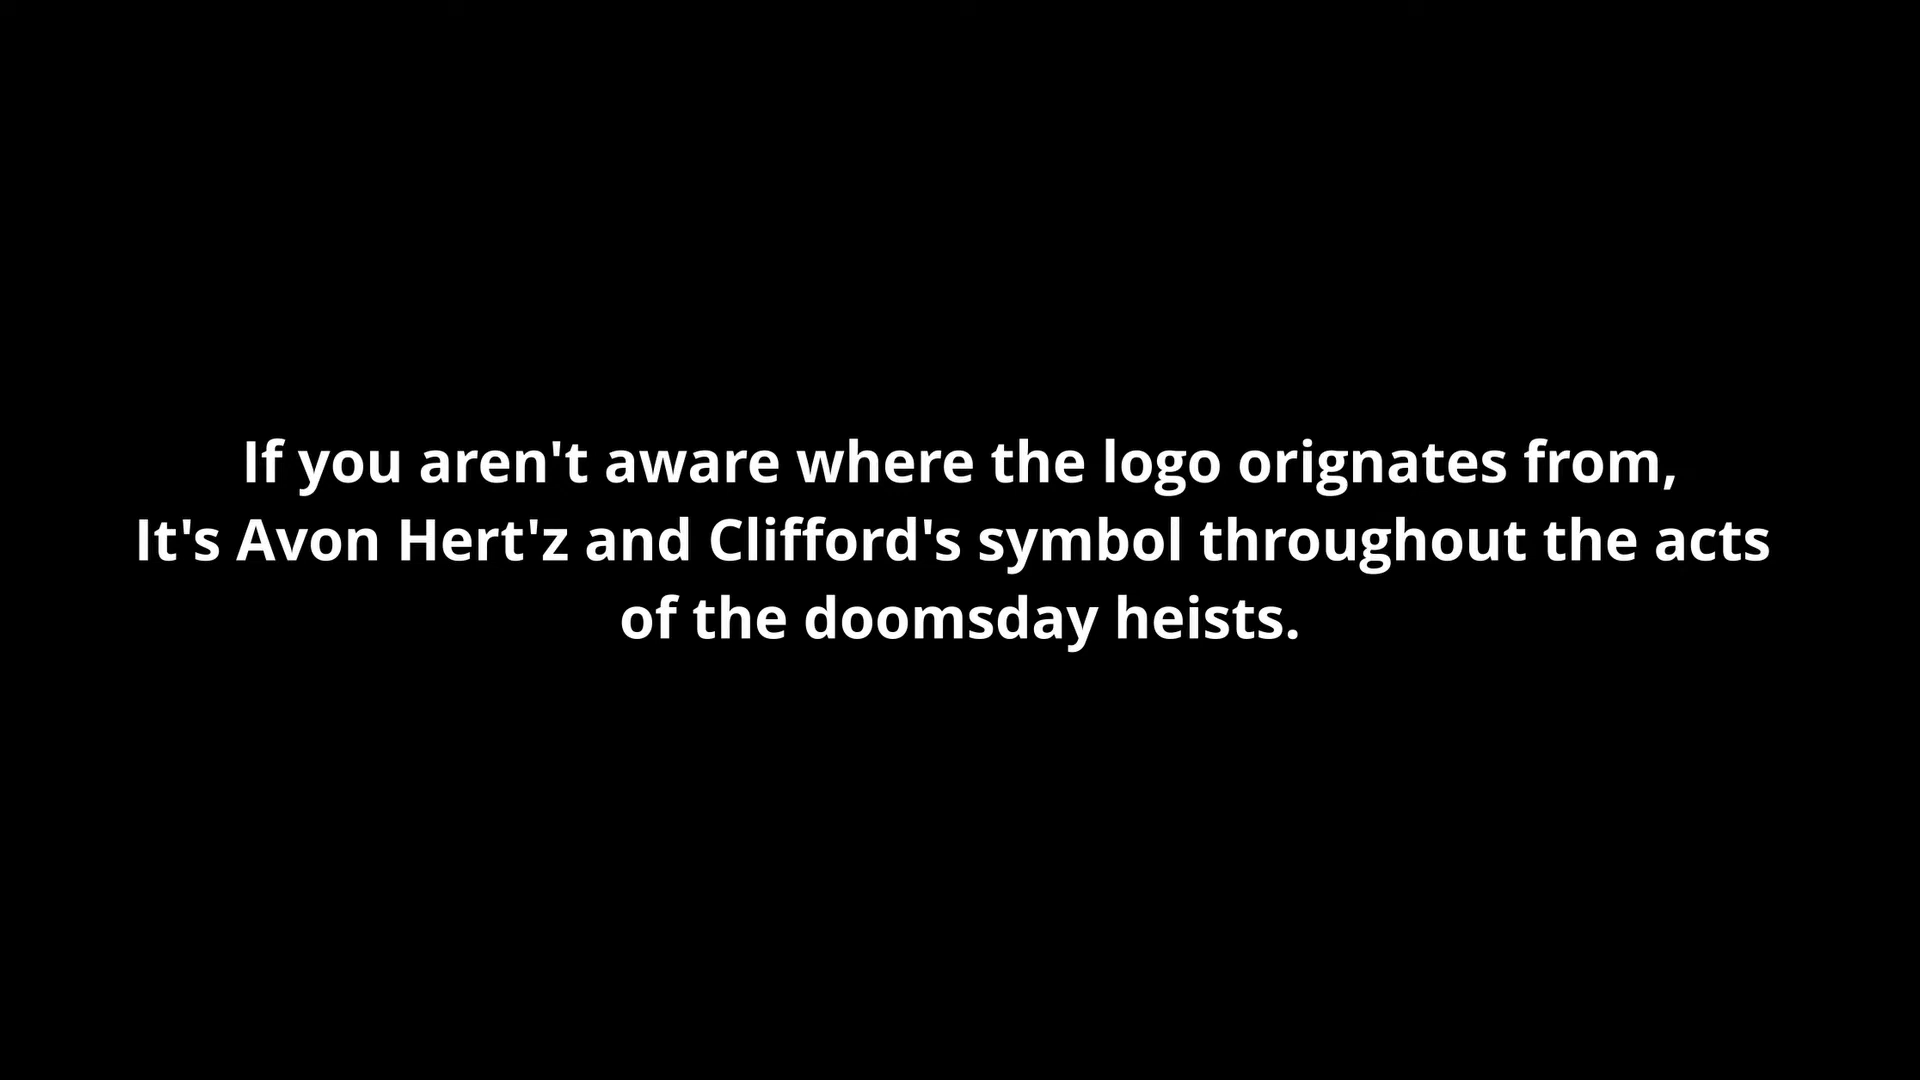 If you aren't aware where the logo orignates from,
It's Avon Hert'z and Clifford's symbol throughout the acts
of the doomsday heists.